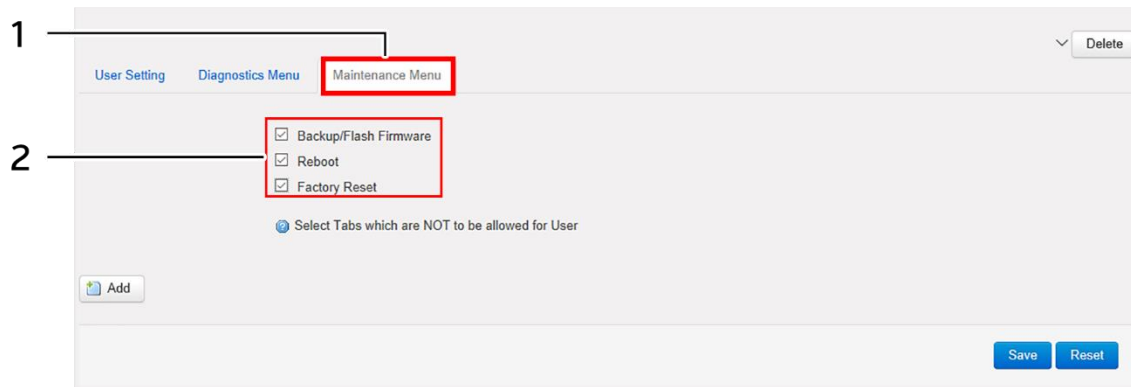 1
Delete
User Setting Diagnostics Menu Maintenance Menu
Backup/Flash Firmware
2
Reboot
Factory Reset
Select Tabs which are NOT to be allowed for User
Add
Save Reset